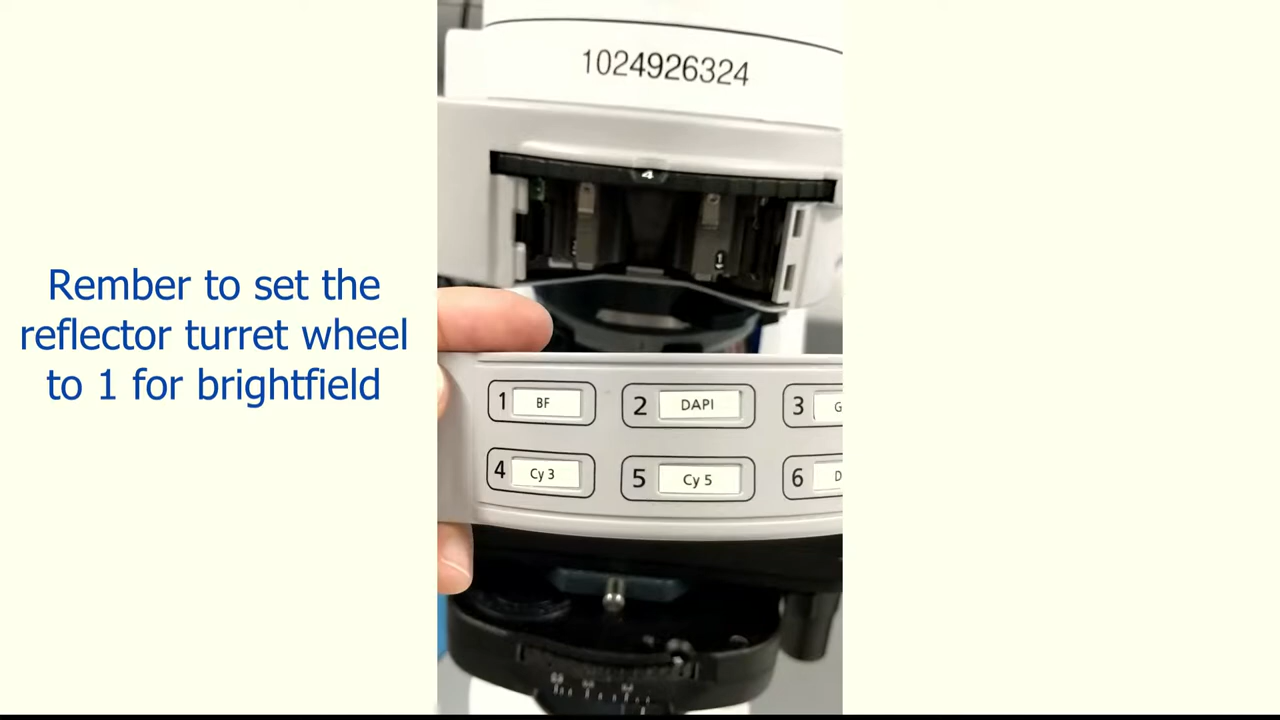 1024926324
4
Rember to set the
reflector turret wheel
to 1 for brightfield
1 BF 2 DAPI 3 G
4 Cy 3 5 Cy 5 6 D